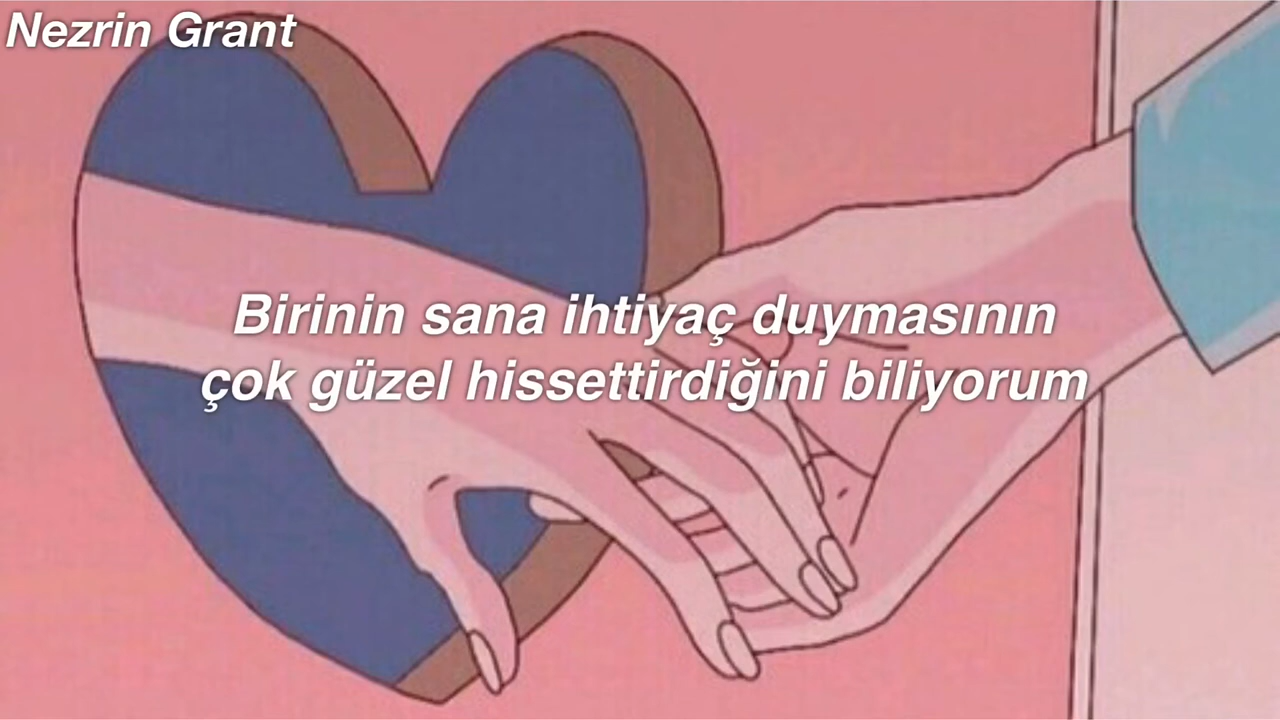 Nezrin Grant
Birinin sana ihtiyaç duymasının
çok güzel hissettirdiğini biliyorum